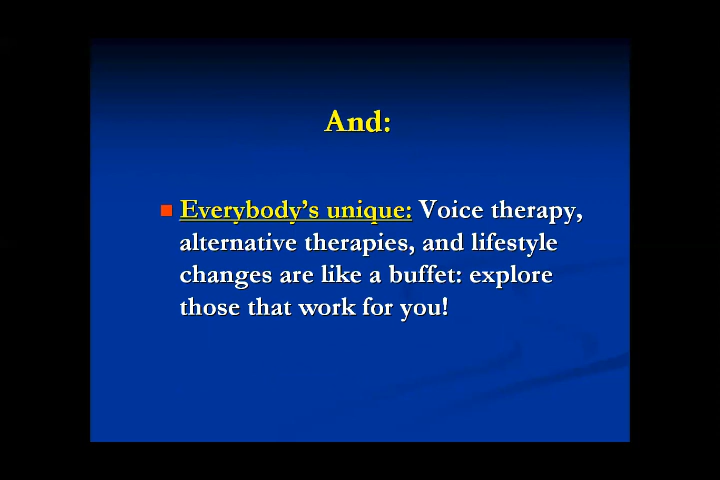 And:
Everybody's unique: Voice therapy,
alternative therapies, and lifestyle
changes are like a buffet: explore
those that work for you!